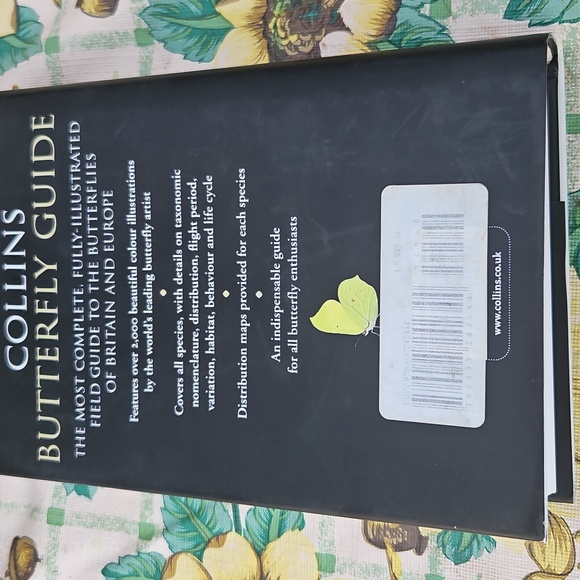 COLLINS
BUTTERFLY GUIDE
THE MOST COMPLETE, FULLY-ILLUSTRATED
FIELD GUIDE TO THE BUTTERFLIES
OF BRITAIN AND EUROPE
Features over 2,000 beautiful colour illustrations
by the world's leading butterfly artist
Covers all species, with details on taxonomic
nomenclature, distribution, flight period,
variation, habitat, behaviour and life cycle
Distribution maps provided for each species
An indispensable guide
for all butterfly enthusiasts
www.collins.co.uk